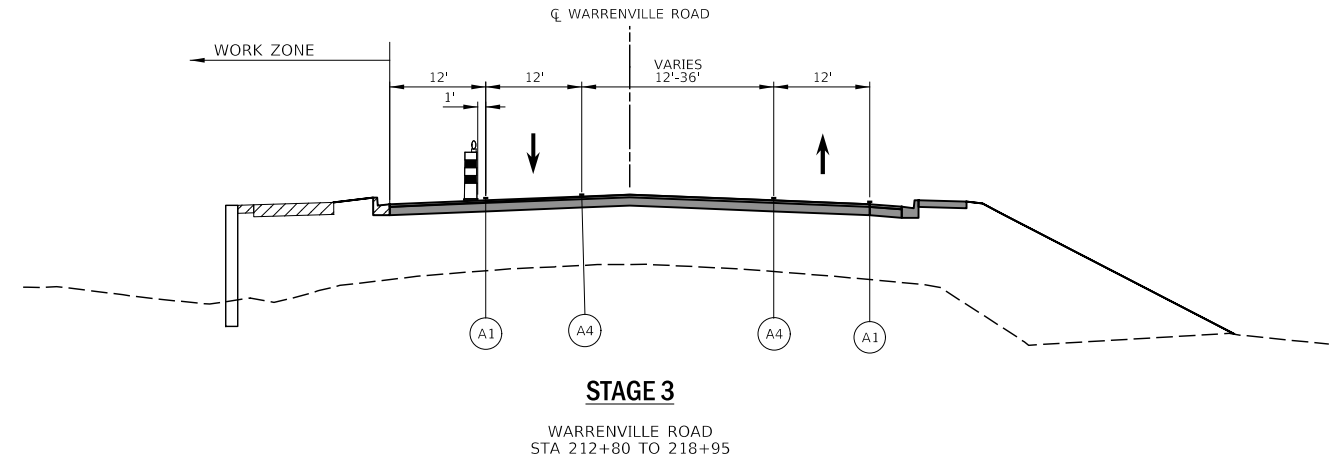 ℄ WARRENVILLE ROAD
WORK ZONE
VARIES
12' 12' 12'-36' 12'
1'
A1 A4 A4 A1
STAGE 3
WARRENVILLE ROAD
STA 212+80 TO 218+95